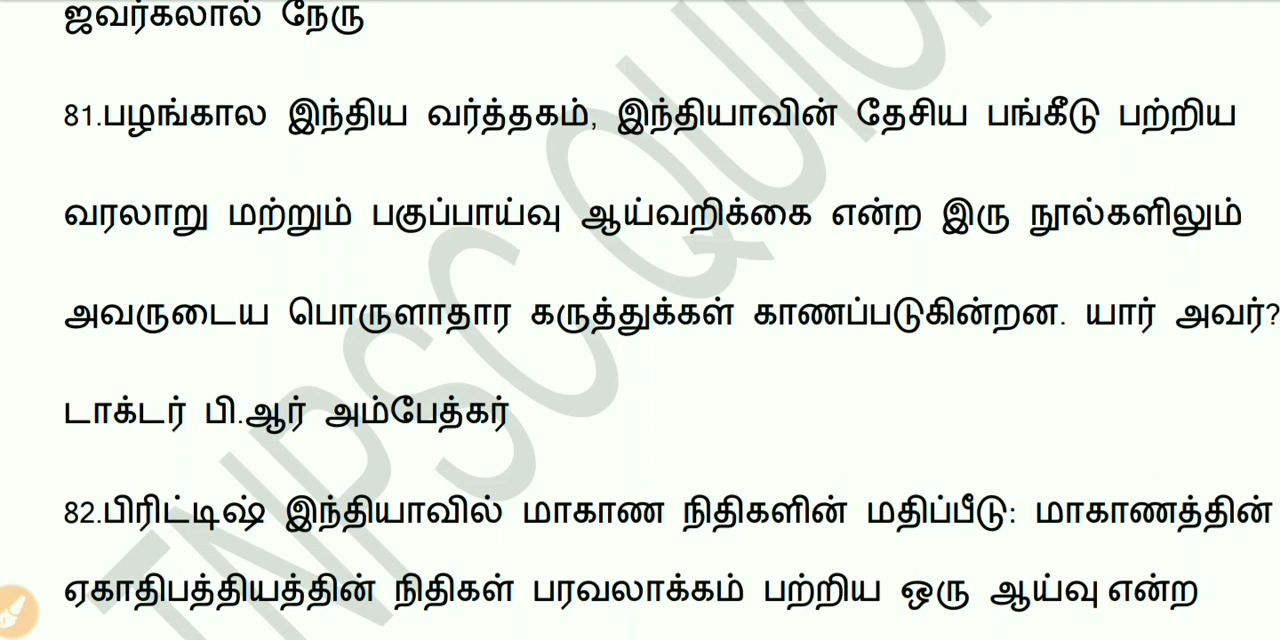 ஜவர்கலால் நேரு
81.பழங்கால இந்திய வர்த்தகம், இந்தியாவின் தேசிய பங்கீடு பற்றிய
வரலாறு மற்றும் பகுப்பாய்வு ஆய்வறிக்கை என்ற இரு நூல்களிலும்
அவருடைய பொருளாதார கருத்துக்கள் காணப்படுகின்றன. யார் அவர்?
டாக்டர் பி.ஆர் அம்பேத்கர்
82.பிரிட்டிஷ் இந்தியாவில் மாகாண நிதிகளின் மதிப்பீடு: மாகாணத்தின்
ஏகாதிபத்தியத்தின் நிதிகள் பரவலாக்கம் பற்றிய ஒரு ஆய்வு என்ற
TNPSC